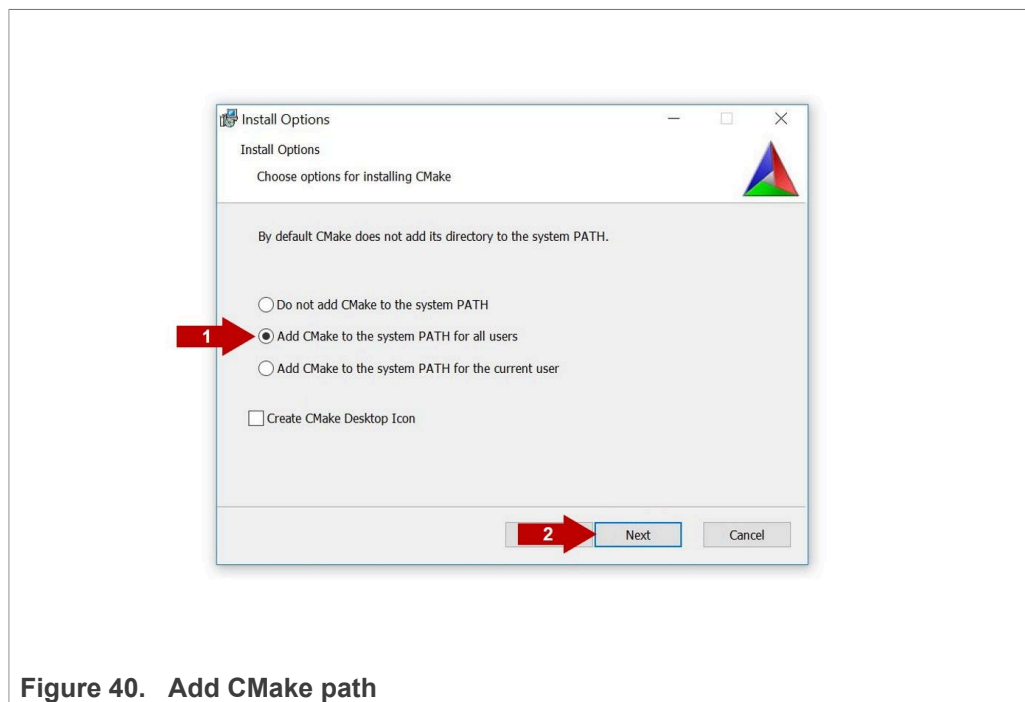 Install Options
Install Options
Choose options for installing CMake
By default CMake does not add its directory to the system PATH.
Do not add CMake to the system PATH
1
Add CMake to the system PATH for all users
Add CMake to the system PATH for the current user
Create CMake Desktop Icon
2
Next
Cancel
Figure 40. Add CMake path